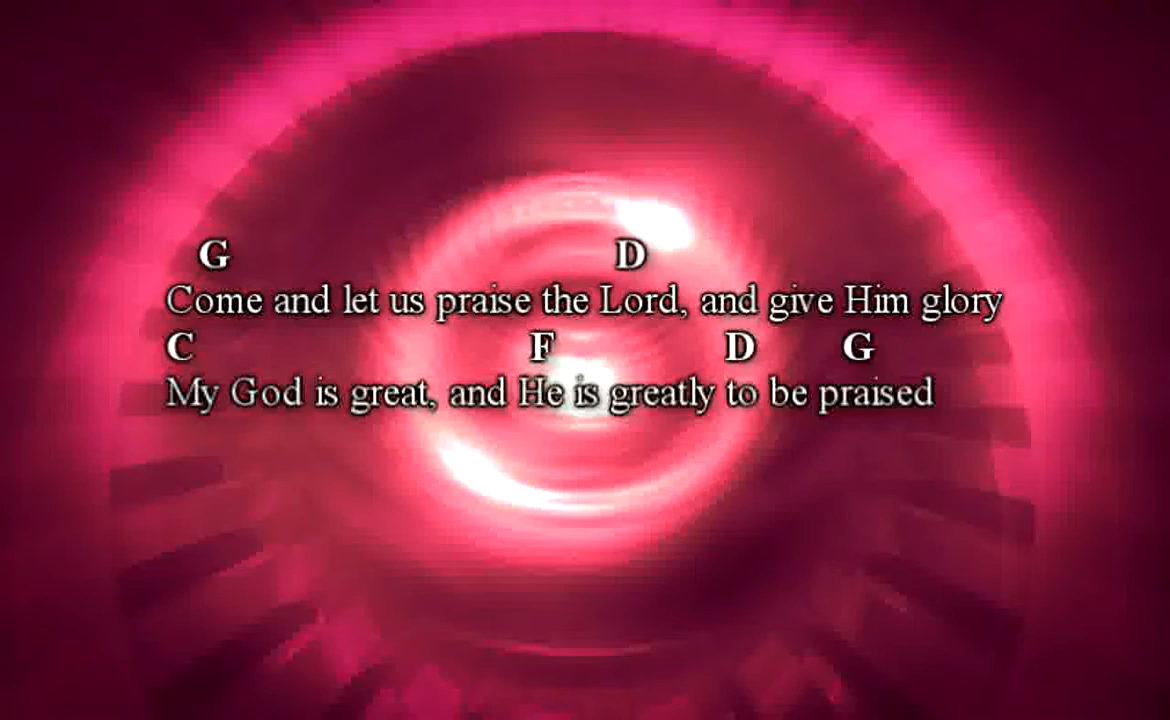 G D
Come and let us praise the Lord, and give Him glory
C F D G
My God is great, and He is greatly to be praised